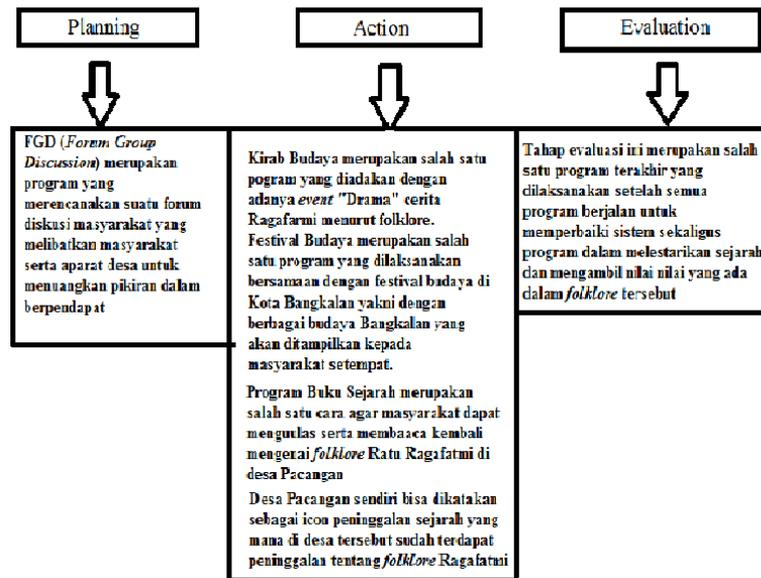 Planning
Action
Evaluation
FGD (Forum Group
Discussion) merupakan
program yang
merencanakan suatu forum
diskusi masyarakat yang
melibatkan masyarakat
serta aparat desa untuk
menuangkan pikiran dalam
berpendapat
Kirab Budaya merupakan salah satu
pogram yang diadakan dengan
adanya event "Drama" cerita
Ragafarmi menurut folklore.
Festival Budaya merupakan salah
satu program yang dilaksanakan
bersamaan dengan festival budaya di
Kota Bangkalan yakni dengan
berbagai budaya Bangkalan yang
akan ditampilkan kepada
masyarakat setempat.
Program Buku Sejarah merupakan
salah satu cara agar masyarakat dapat
menguulas serta membaaca kembali
mengenai folklore Ratu Ragafatmi di
desa Pacangan
Desa Pacangan sendiri bisa dikatakan
sebagai icon peninggalan sejarah yang
mana di desa tersebut sudah terdapat
peninggalan tentang folklore Ragafatmi
Tahap evaluasi ini merupakan salah
satu program terakhir yang
dilaksanakan setelah semua
program berjalan untuk
memperbaiki sistem sekaligus
program dalam melestarikan sejarah
dan mengambil nilai nilai yang ada
dalam folklore tersebut